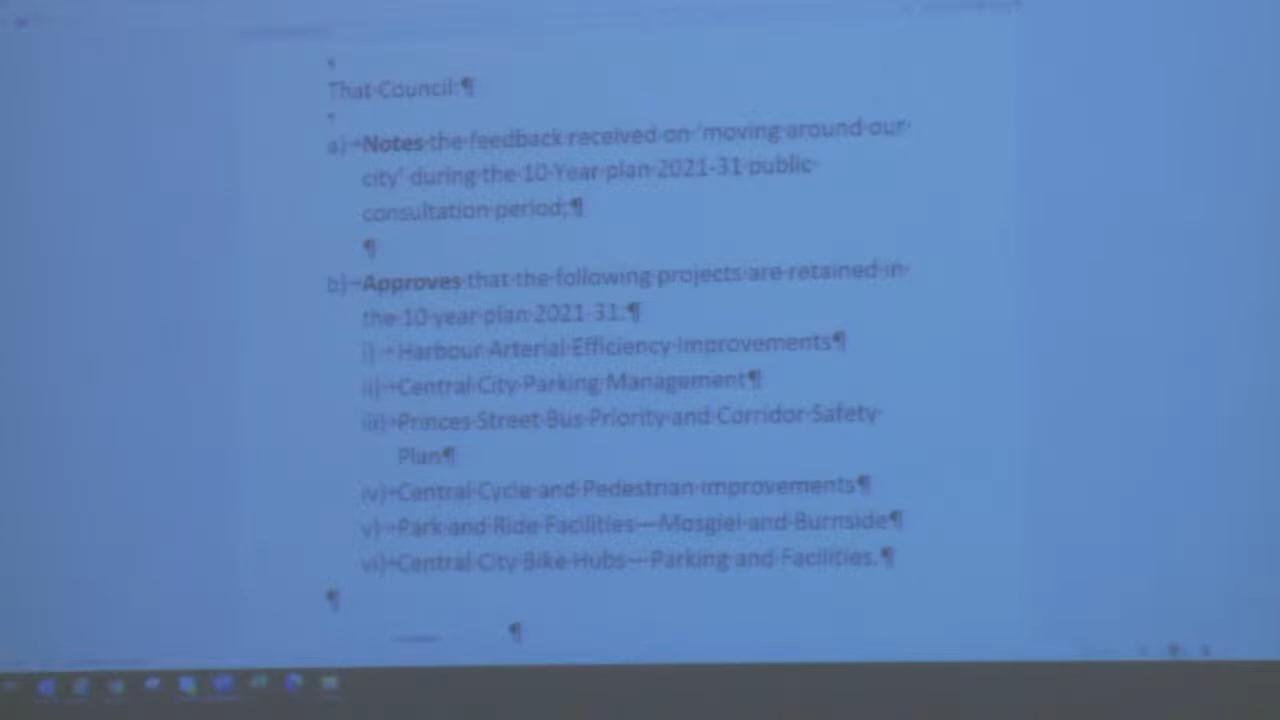 That Council:¶
a) Notes the feedback received on 'moving around our
city' during the 10 Year plan 2021-31 public
consultation period;¶
¶
b) Approves that the following projects are retained in
the 10 year plan 2021-31:¶
i) Harbour Arterial Efficiency Improvements¶
ii) Central City Parking Management¶
iii) Princes Street Bus Priority and Corridor Safety
Plan¶
iv) Central Cycle and Pedestrian improvements¶
v) Park and Ride Facilities—Mosgiel and Burnside¶
vi) Central City Bike Hubs—Parking and Facilities.¶
¶
¶